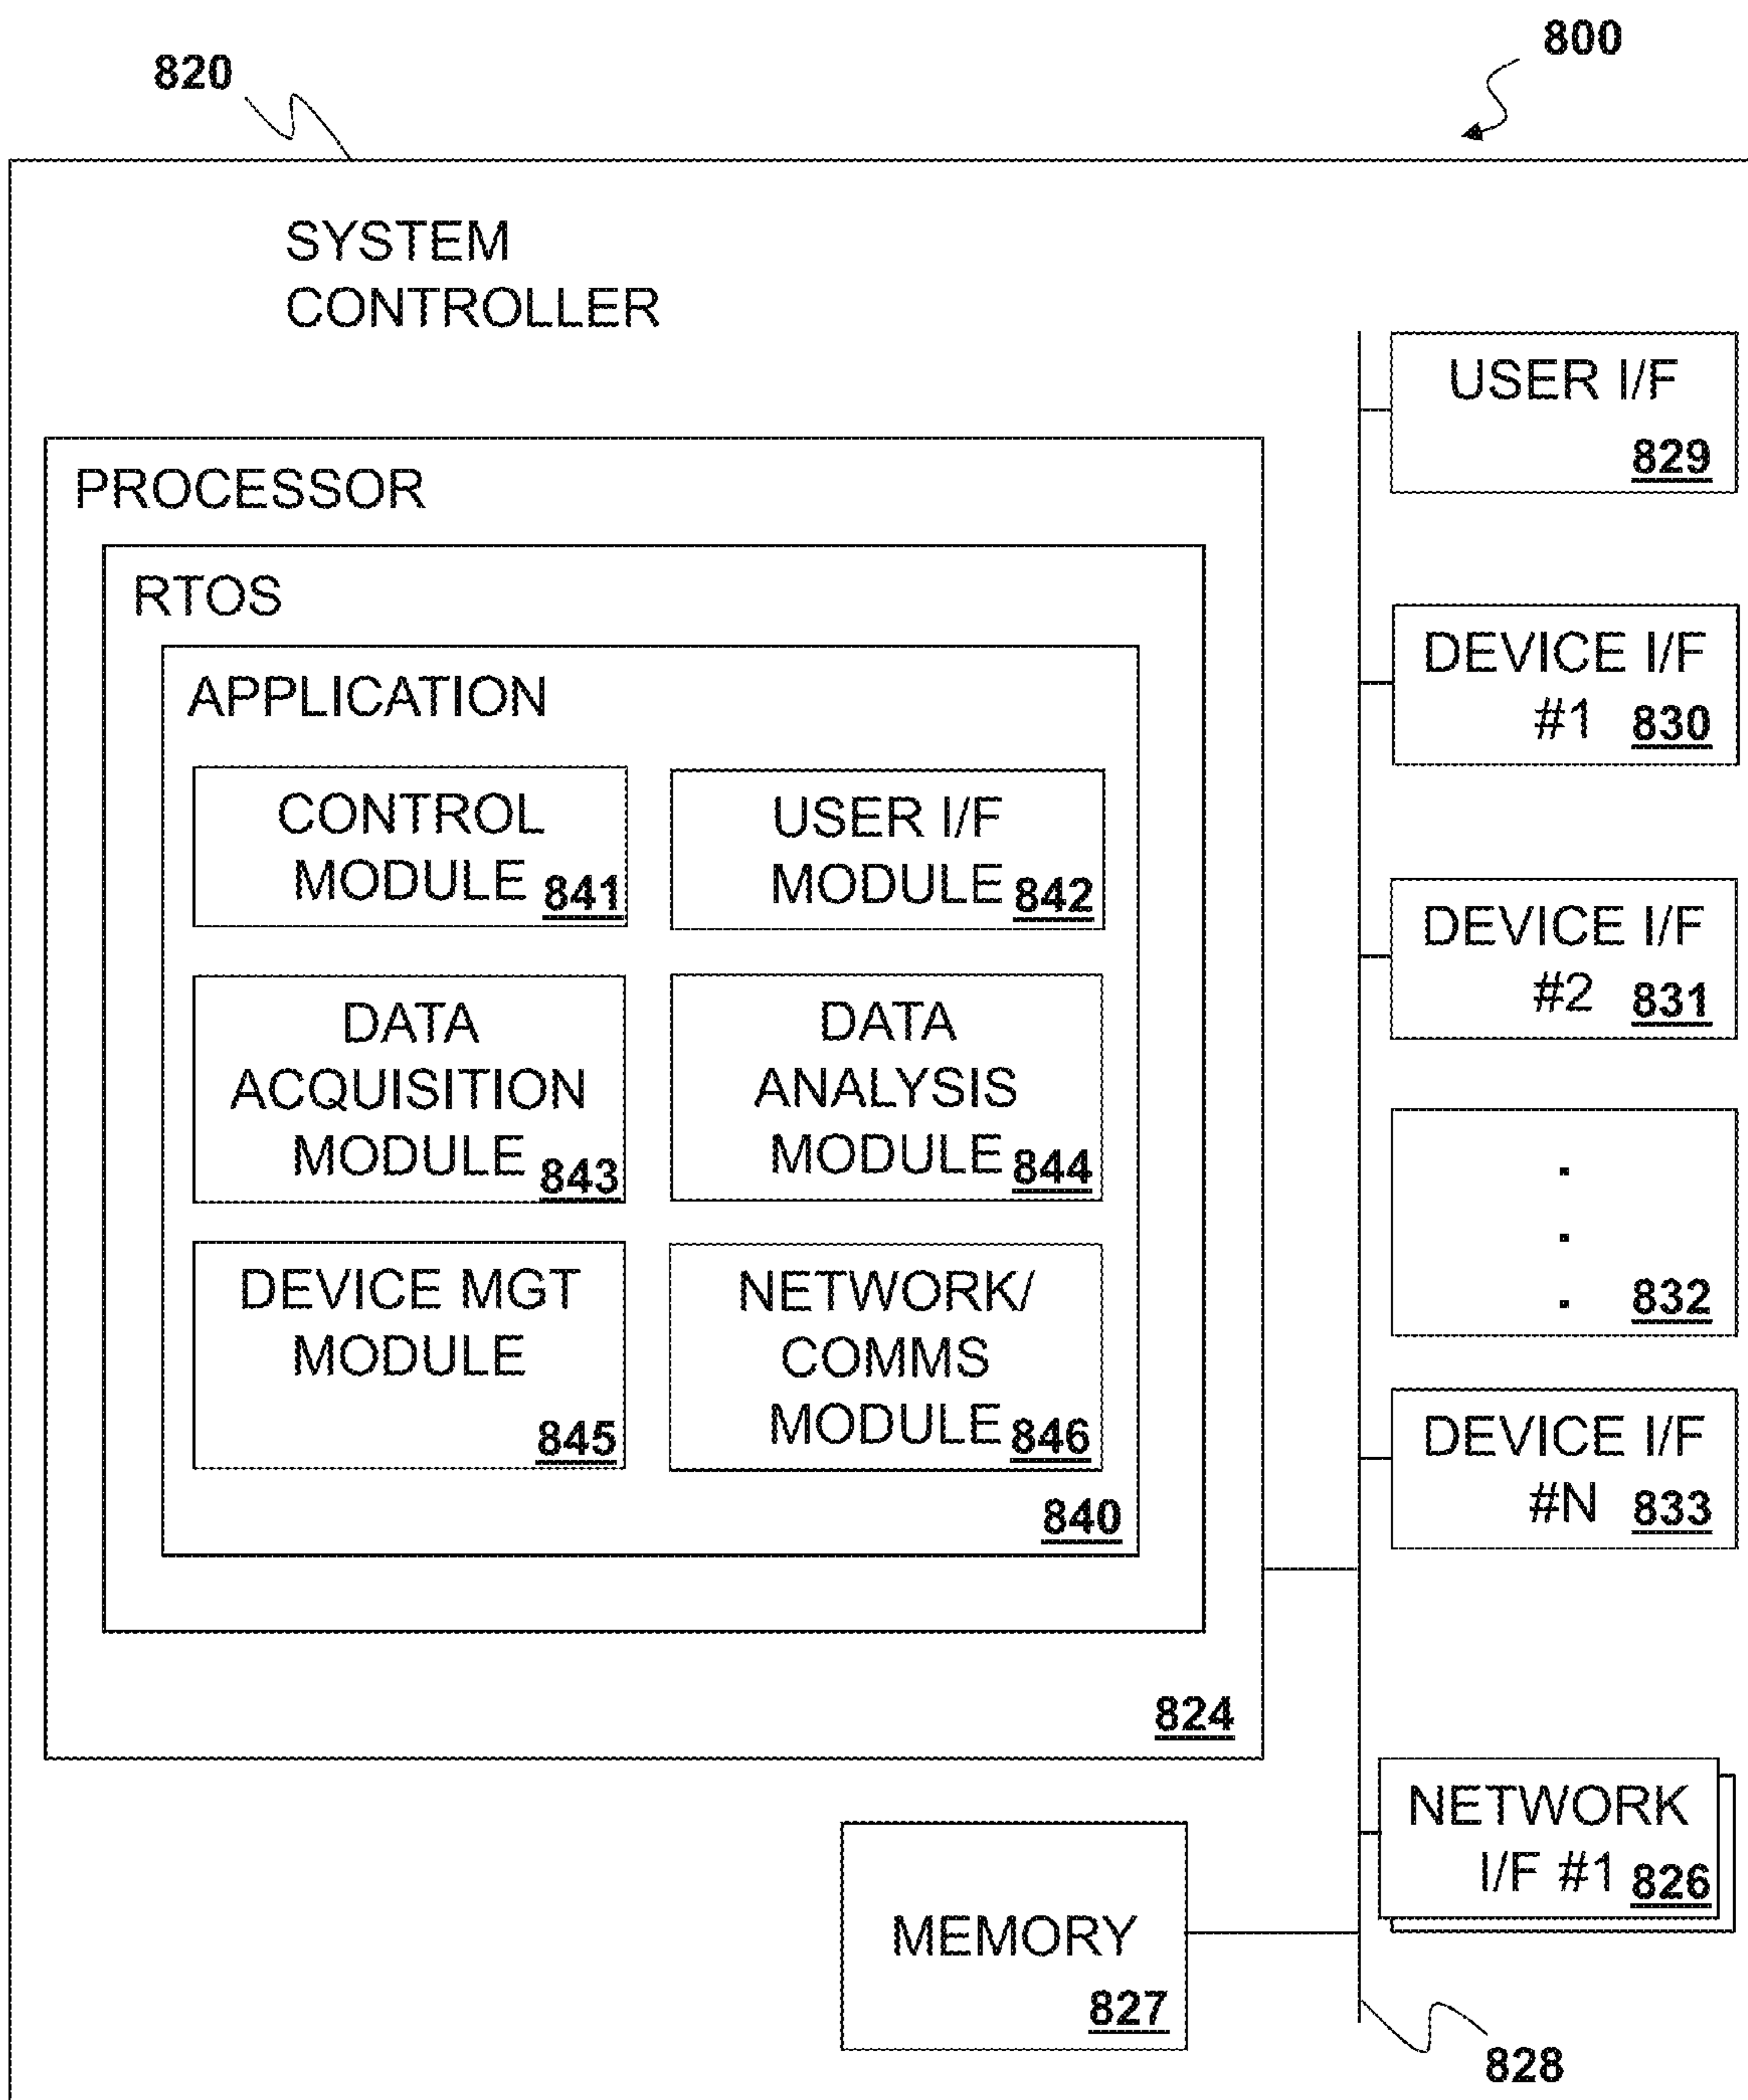 800
820
SYSTEM
CONTROLLER
PROCESSOR
RTOS
APPLICATION
CONTROL
MODULE 841
USER I/F
MODULE 842
DATA
ACQUISITION
MODULE 843
DATA
ANALYSIS
MODULE 844
DEVICE MGT
MODULE
845
NETWORK/
COMMS
MODULE 846
840
824
USER I/F
829
DEVICE I/F
#1 830
DEVICE I/F
#2 831
.
.
. 832
DEVICE I/F
#N 833
NETWORK
I/F #1 826
MEMORY
827
828